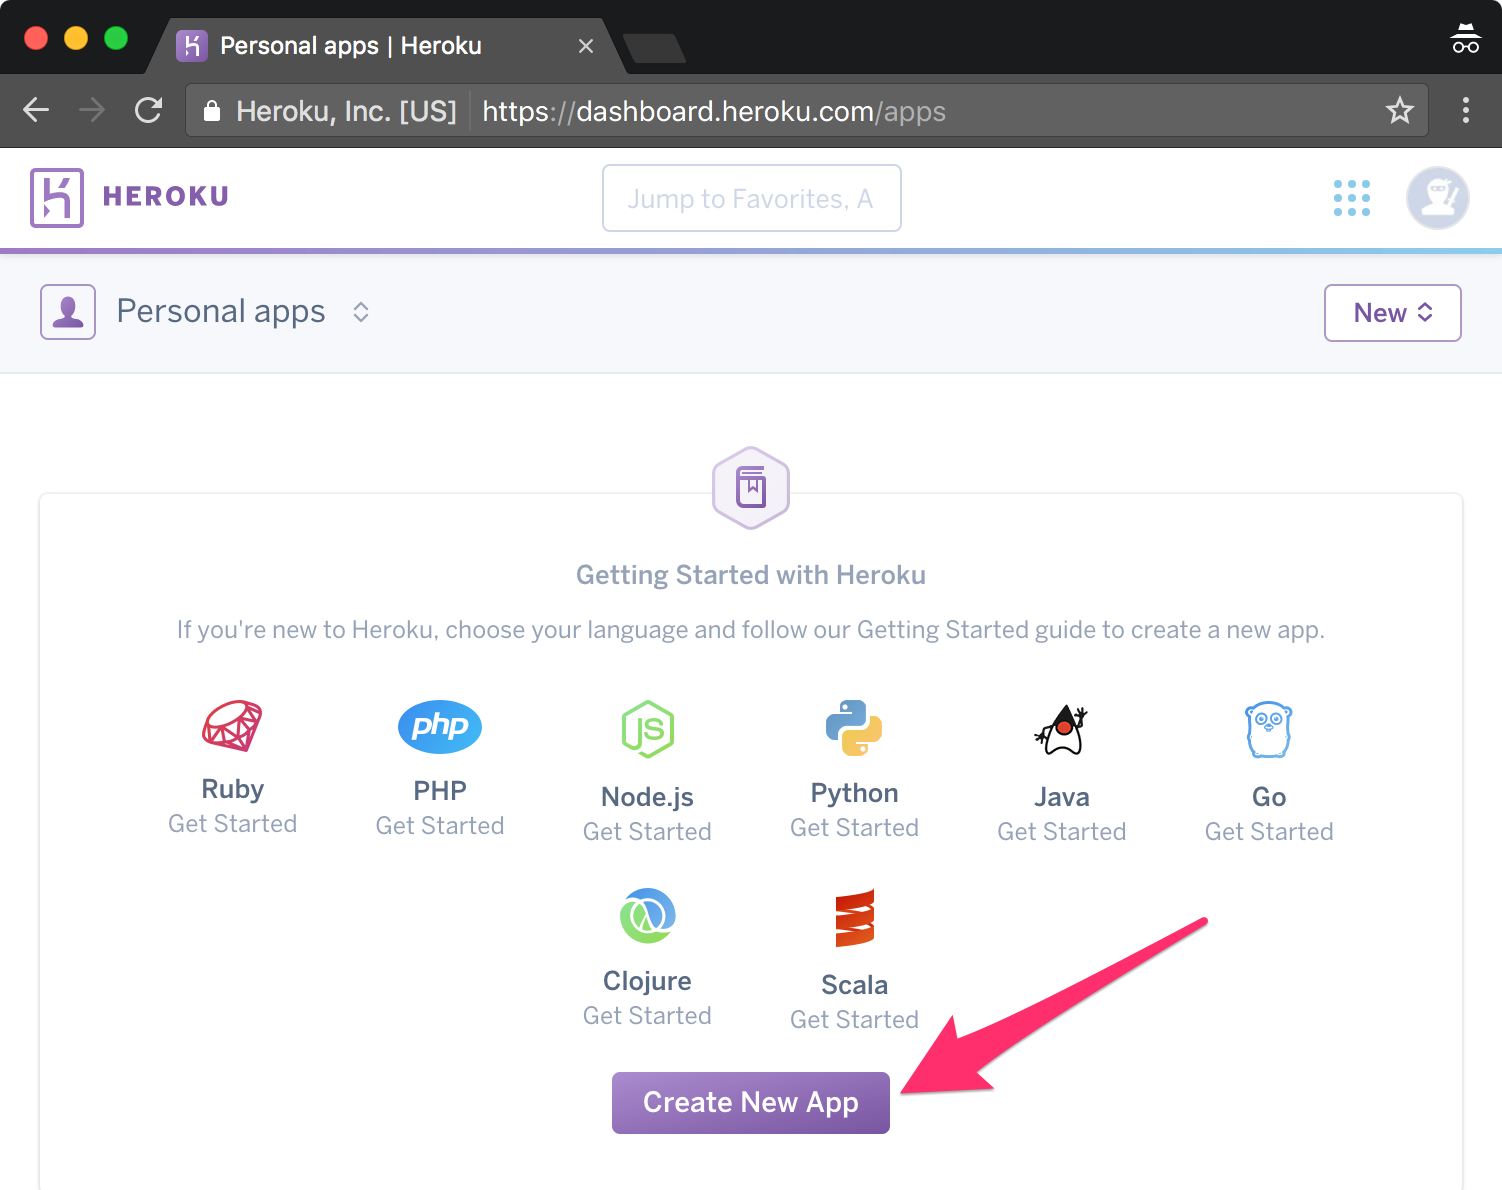 Personal apps | Heroku
Heroku, Inc. [US] https://dashboard.heroku.com/apps
HEROKU
Jump to Favorites, A
Personal apps
New
Getting Started with Heroku
If you're new to Heroku, choose your language and follow our Getting Started guide to create a new app.
php
JS
Ruby
Get Started
PHP
Get Started
Node.js
Get Started
Python
Get Started
Java
Get Started
Go
Get Started
Clojure
Get Started
Scala
Get Started
Create New App